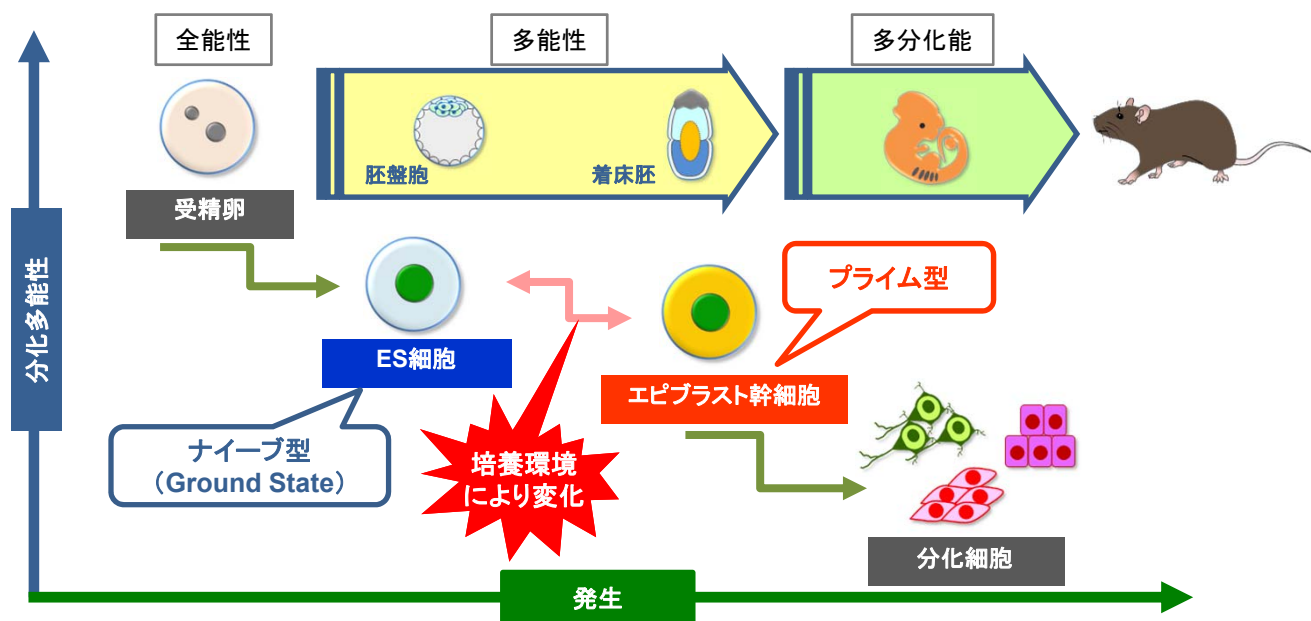 全能性
多能性
多分化能
胚盤胞
着床胚
受精卵
分化多能性
プライム型
ES細胞
エピブラスト幹細胞
ナイーブ型
（Ground State）
培養環境
により変化
分化細胞
発生